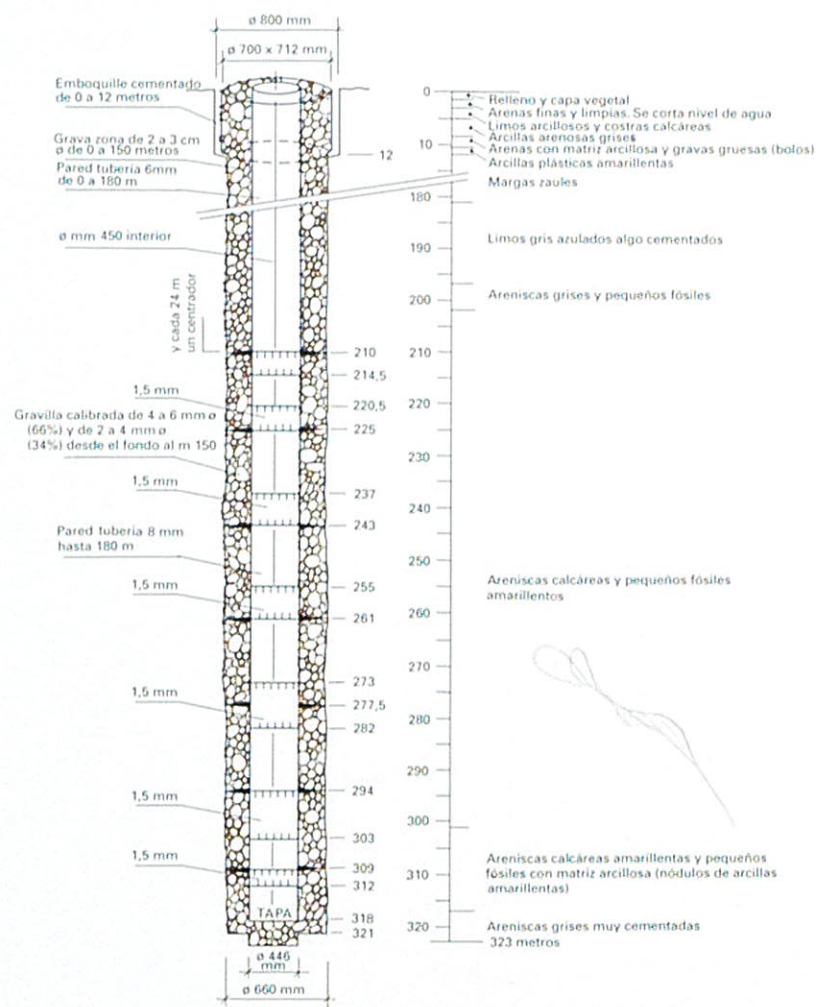 ø 800 mm
ø 700 x 712 mm
Emboquille cementado
de 0 a 12 metros
Grava zona de 2 a 3 cm
ø de 0 a 150 metros
Pared tubería 6mm
de 0 a 180 m
ø mm 450 interior
y cada 24 m
un centrador
1,5 mm
Gravilla calibrada de 4 a 6 mm ø
(66%) y de 2 a 4 mm ø
(34%) desde el fondo al m 150
1,5 mm
Pared tubería 8 mm
hasta 180 m
1,5 mm
1,5 mm
1,5 mm
1,5 mm
TAPA
ø 446
mm
ø 660 mm
12
210
214,5
220,5
225
237
243
255
261
273
277,5
282
294
303
309
312
318
321
0
10
180
190
200
210
220
230
240
250
260
270
280
290
300
310
320
Relleno y capa vegetal
Arenas finas y limpias. Se corta nivel de agua
Limos arcillosos y costras calcáreas
Arcillas arenosas grises
Arenas con matriz arcillosa y gravas gruesas (bolos)
Arcillas plásticas amarillentas
Margas zaules
Limos gris azulados algo cementados
Areniscas grises y pequeños fósiles
Areniscas calcáreas y pequeños fósiles
amarillentos
Areniscas calcáreas amarillentas y pequeños
fósiles con matriz arcillosa (nódulos de arcillas
amarillentas)
Areniscas grises muy cementadas
323 metros